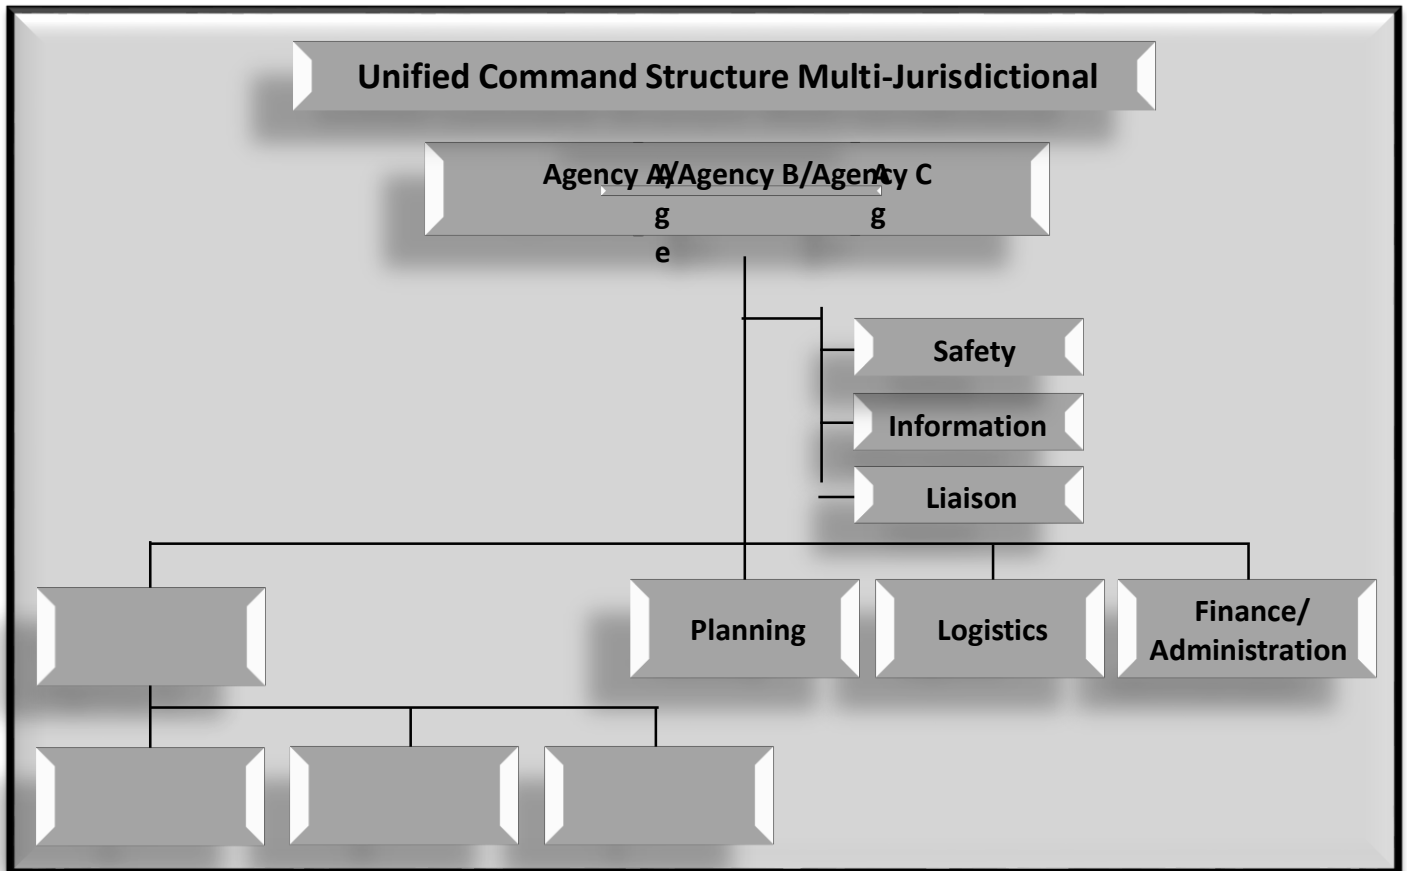 Unified Command Structure Multi-Jurisdictional
Agency A/Agency B/Agency C
A
g
e
A
g
Safety
Information
Liaison
Planning
Logistics
Finance/
Administration